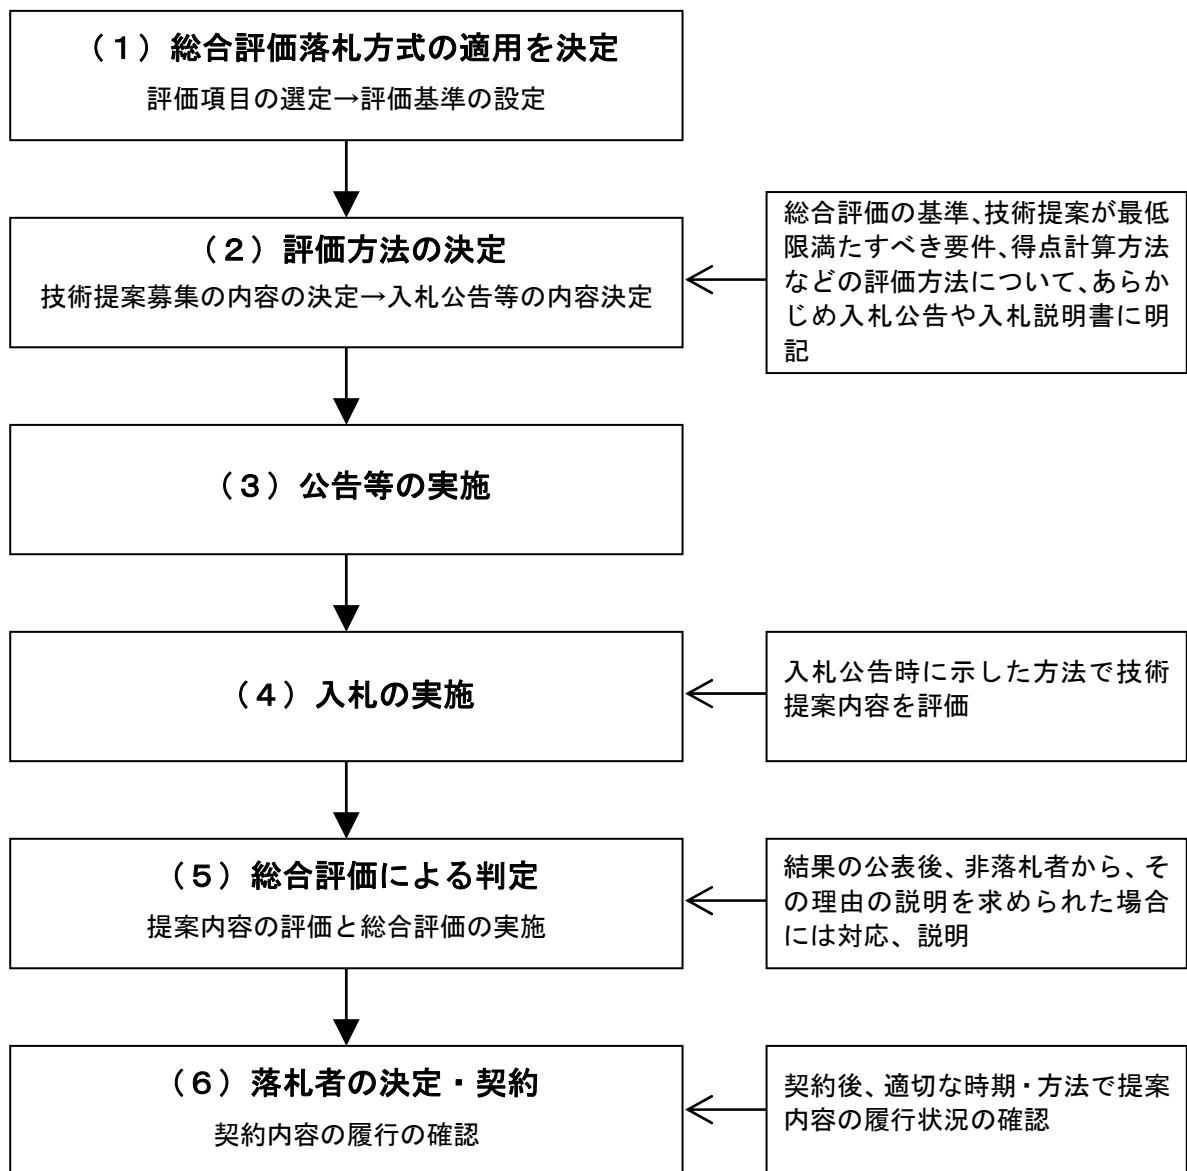 （１）総合評価落札方式の適用を決定
評価項目の選定→評価基準の設定
（２）評価方法の決定
技術提案募集の内容の決定→入札公告等の内容決定
総合評価の基準、技術提案が最低
限満たすべき要件、得点計算方法
などの評価方法について、あらか
じめ入札公告や入札説明書に明
記
（３）公告等の実施
（４）入札の実施
入札公告時に示した方法で技術
提案内容を評価
（５）総合評価による判定
提案内容の評価と総合評価の実施
結果の公表後、非落札者から、そ
の理由の説明を求められた場合
には対応、説明
（６）落札者の決定・契約
契約内容の履行の確認
契約後、適切な時期・方法で提案
内容の履行状況の確認